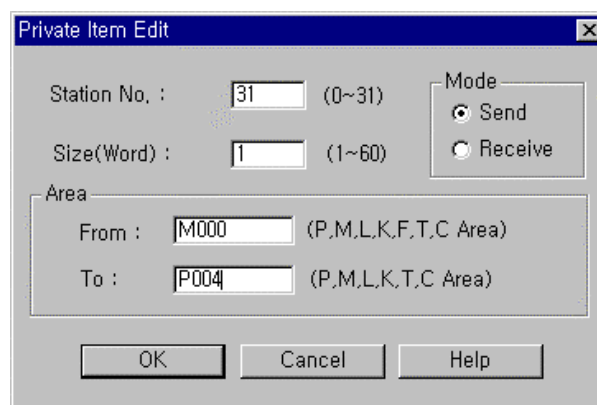 Private Item Edit
Station No. : 31 (0~31)
Mode
Send
Size(Word) : 1 (1~60)
Receive
Area
From : M000 (P,M,L,K,F,T,C Area)
To : P004 (P,M,L,K,T,C Area)
OK Cancel Help